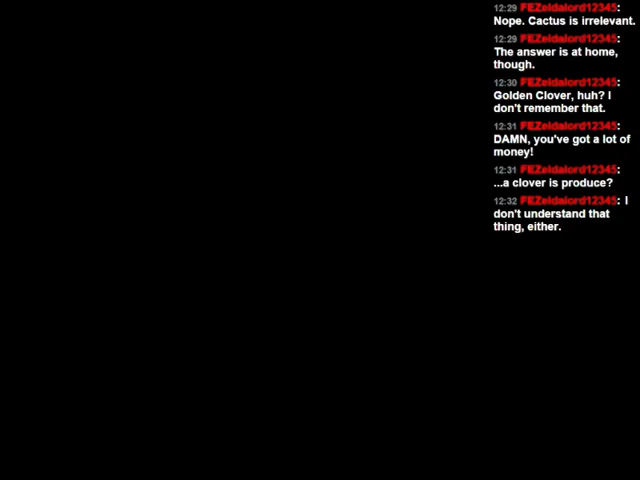 12:29 FEZeldalord12345:
Nope. Cactus is irrelevant.
12:29 FEZeldalord12345:
The answer is at home,
though.
12:30 FEZeldalord12345:
Golden Clover, huh? I
don't remember that.
12:31 FEZeldalord12345:
DAMN, you've got a lot of
money!
12:31 FEZeldalord12345:
...a clover is produce?
12:32 FEZeldalord12345: I
don't understand that
thing, either.